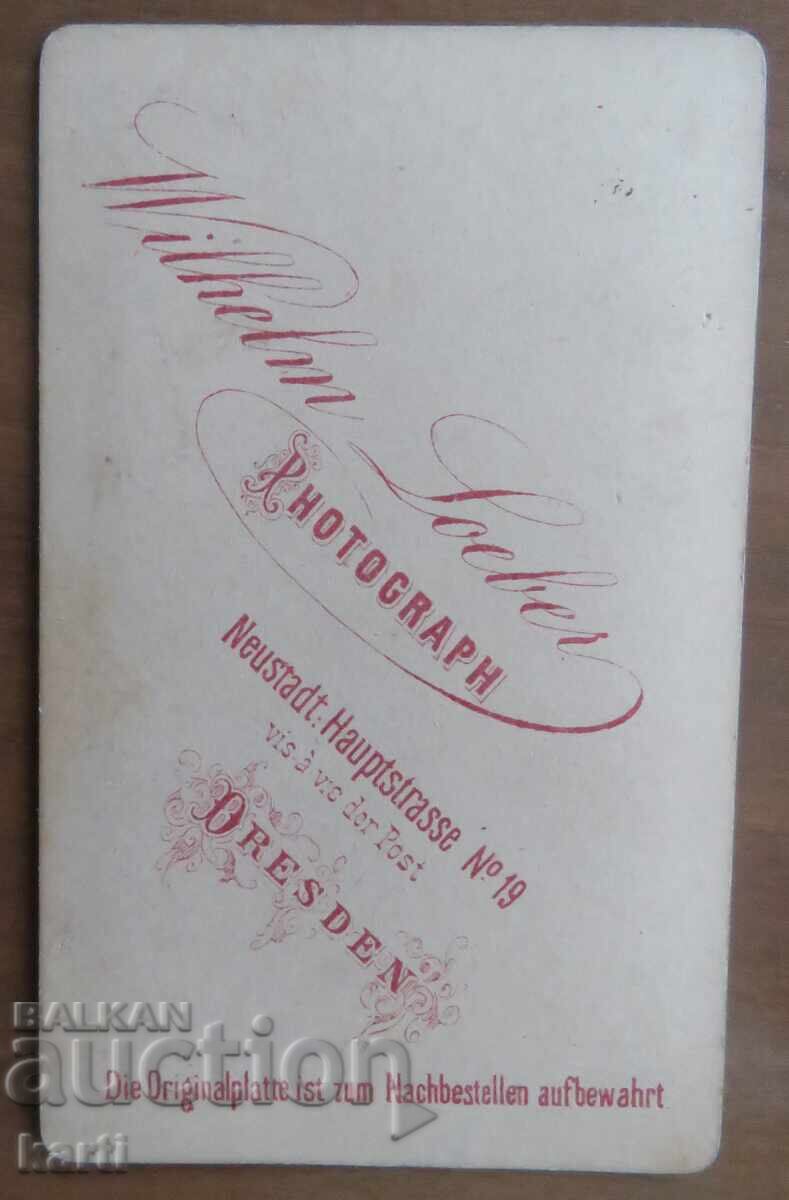 Wilhelm Loeber
PHOTOGRAPH
Neustadt: Hauptstrasse No 19
vis-à vis der Post
DRESDEN
Die Originalplatte ist zum Nachbestellen aufbewahrt
BALKAN
auction
karti